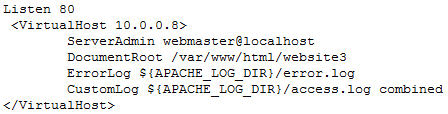 Listen 80
<VirtualHost 10.0.0.8>
ServerAdmin webmaster@localhost
DocumentRoot /var/www/html/website3
ErrorLog ${APACHE_LOG_DIR}/error.log
CustomLog ${APACHE_LOG_DIR}/access.log combined
</VirtualHost>